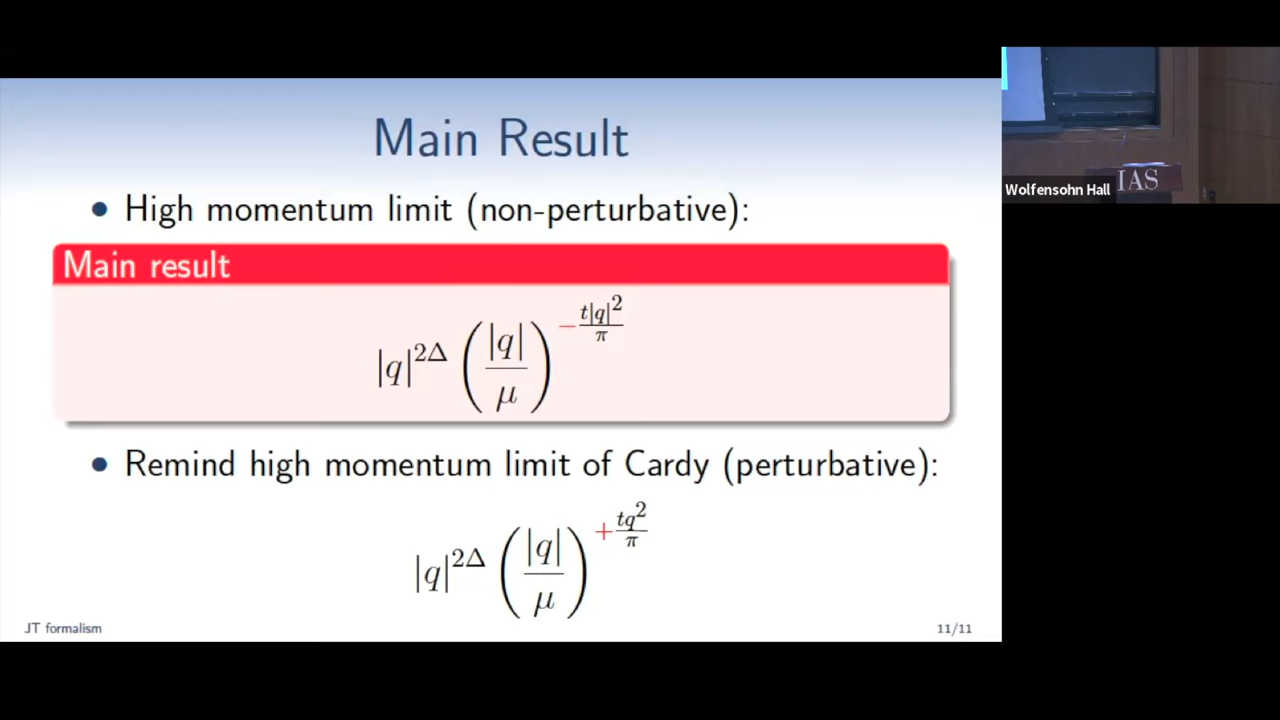 Main Result
• High momentum limit (non-perturbative):
Main result
|q|^{2Δ} (|q|/μ)^{-t|q|^2/π}
• Remind high momentum limit of Cardy (perturbative):
|q|^{2Δ} (|q|/μ)^{+tq^2/π}
JT formalism
11/11
Wolfensohn Hall
IAS